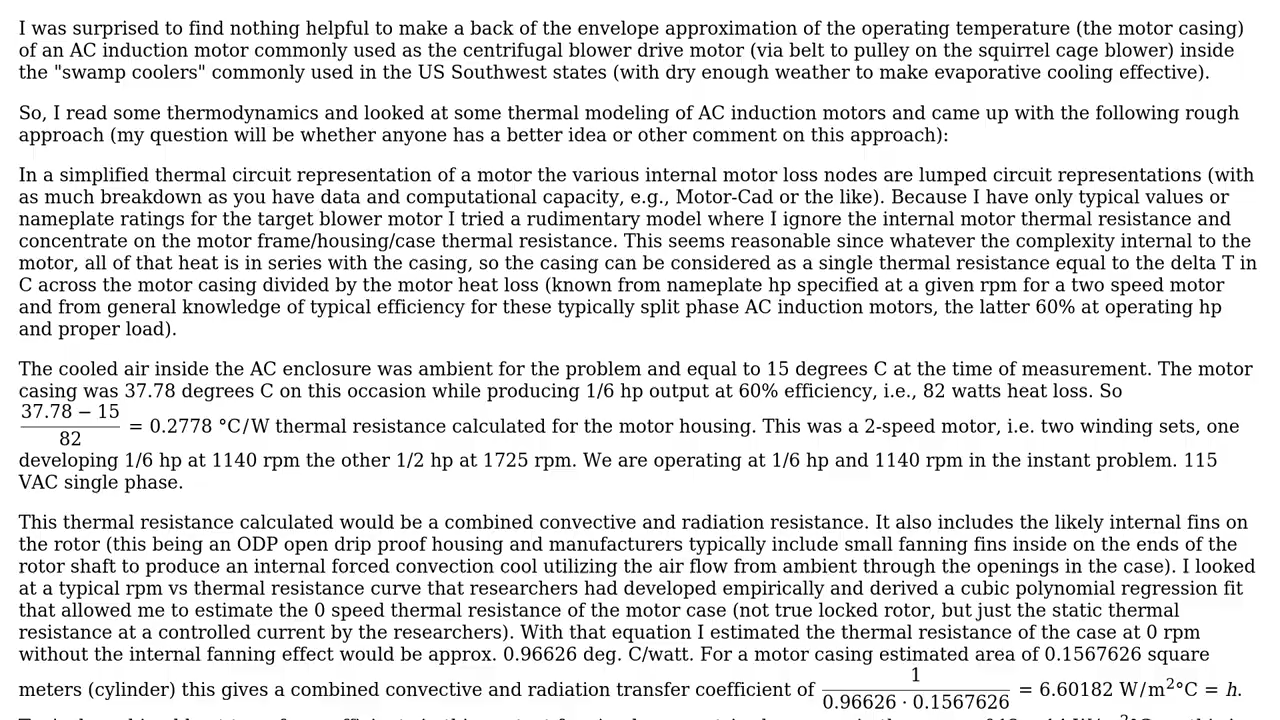 I was surprised to find nothing helpful to make a back of the envelope approximation of the operating temperature (the motor casing)
of an AC induction motor commonly used as the centrifugal blower drive motor (via belt to pulley on the squirrel cage blower) inside
the "swamp coolers" commonly used in the US Southwest states (with dry enough weather to make evaporative cooling effective).
So, I read some thermodynamics and looked at some thermal modeling of AC induction motors and came up with the following rough
approach (my question will be whether anyone has a better idea or other comment on this approach):
In a simplified thermal circuit representation of a motor the various internal motor loss nodes are lumped circuit representations (with
as much breakdown as you have data and computational capacity, e.g., Motor-Cad or the like). Because I have only typical values or
nameplate ratings for the target blower motor I tried a rudimentary model where I ignore the internal motor thermal resistance and
concentrate on the motor frame/housing/case thermal resistance. This seems reasonable since whatever the complexity internal to the
motor, all of that heat is in series with the casing, so the casing can be considered as a single thermal resistance equal to the delta T in
C across the motor casing divided by the motor heat loss (known from nameplate hp specified at a given rpm for a two speed motor
and from general knowledge of typical efficiency for these typically split phase AC induction motors, the latter 60% at operating hp
and proper load).
The cooled air inside the AC enclosure was ambient for the problem and equal to 15 degrees C at the time of measurement. The motor
casing was 37.78 degrees C on this occasion while producing 1/6 hp output at 60% efficiency, i.e., 82 watts heat loss. So
37.78 − 15
82
= 0.2778 °C/W thermal resistance calculated for the motor housing. This was a 2-speed motor, i.e. two winding sets, one
developing 1/6 hp at 1140 rpm the other 1/2 hp at 1725 rpm. We are operating at 1/6 hp and 1140 rpm in the instant problem. 115
VAC single phase.
This thermal resistance calculated would be a combined convective and radiation resistance. It also includes the likely internal fins on
the rotor (this being an ODP open drip proof housing and manufacturers typically include small fanning fins inside on the ends of the
rotor shaft to produce an internal forced convection cool utilizing the air flow from ambient through the openings in the case). I looked
at a typical rpm vs thermal resistance curve that researchers had developed empirically and derived a cubic polynomial regression fit
that allowed me to estimate the 0 speed thermal resistance of the motor case (not true locked rotor, but just the static thermal
resistance at a controlled current by the researchers). With that equation I estimated the thermal resistance of the case at 0 rpm
without the internal fanning effect would be approx. 0.96626 deg. C/watt. For a motor casing estimated area of 0.1567626 square
meters (cylinder) this gives a combined convective and radiation transfer coefficient of
1
0.96626 · 0.1567626
= 6.60182 W/m²°C = h.